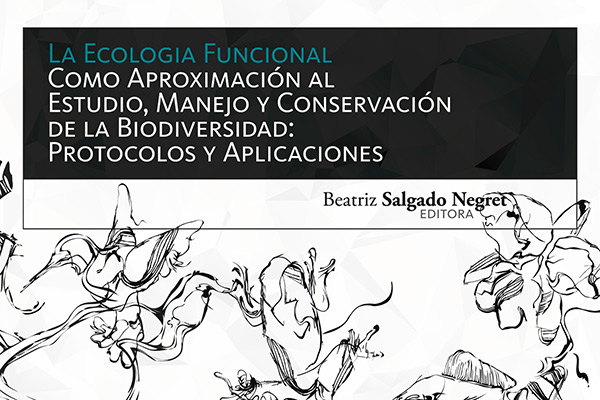 La Ecologia Funcional
Como Aproximación al
Estudio, Manejo y Conservación
de la Biodiversidad:
Protocolos y Aplicaciones
Beatriz Salgado Negret
EDITORA